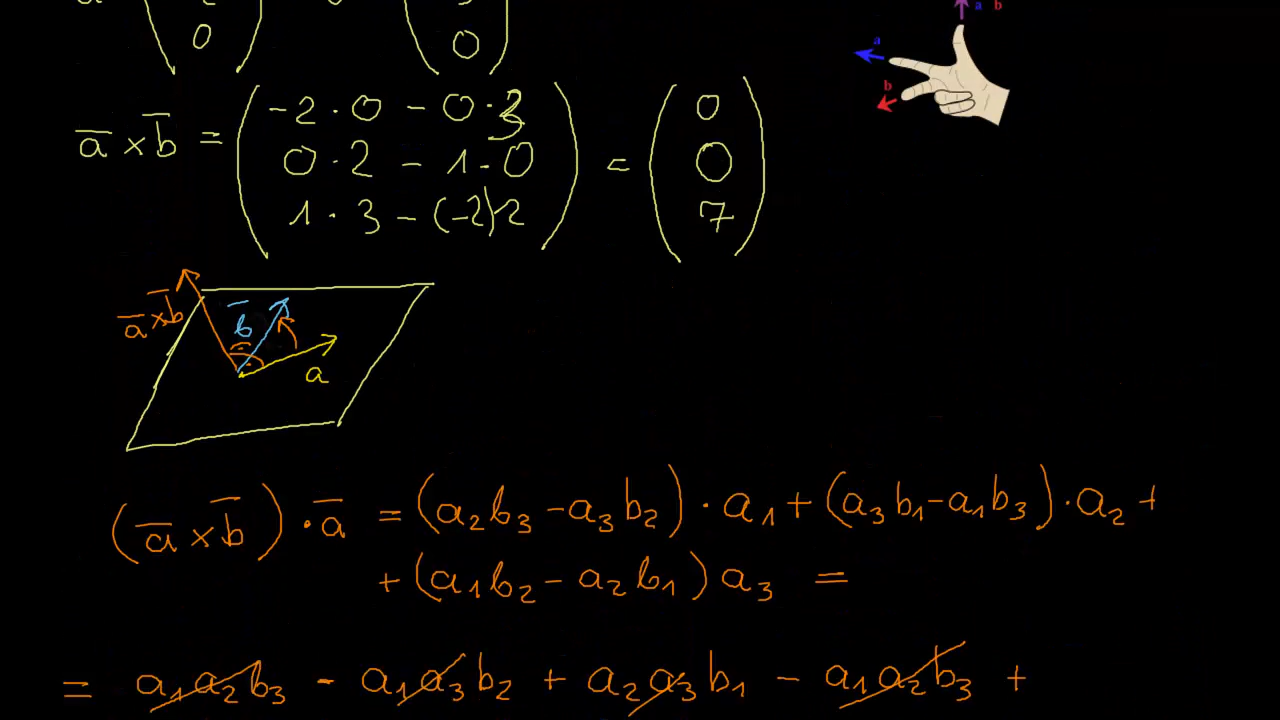 a b
0 0
a
b
a̅ × b̅ = ( -2 · 0 - 0 · 3 ) = ( 0 )
( 0 · 2 - 1 · 0 ) ( 0 )
( 1 · 3 - (-2) 2 ) ( 7 )
a̅ × b̅
b̅
a
(a̅ × b̅) · a̅ = (a₂b₃ - a₃b₂) · a₁ + (a₃b₁ - a₁b₃) · a₂ +
+ (a₁b₂ - a₂b₁) a₃ =
= a₁a₂b₃ - a₁a₃b₂ + a₂a₃b₁ - a₁a₂b₃ +